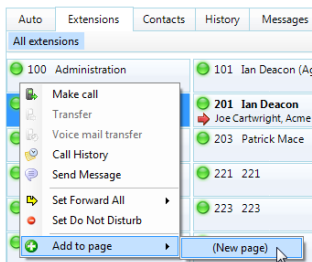 Auto Extensions Contacts History Messages
All extensions
100 Administration 101 Ian Deacon (Ag
Make call
201 Ian Deacon
Transfer
Joe Cartwright, Acme
Voice mail transfer
203 Patrick Mace
Call History
Send Message
221 221
Set Forward All
223 223
Set Do Not Disturb
Add to page
(New page)